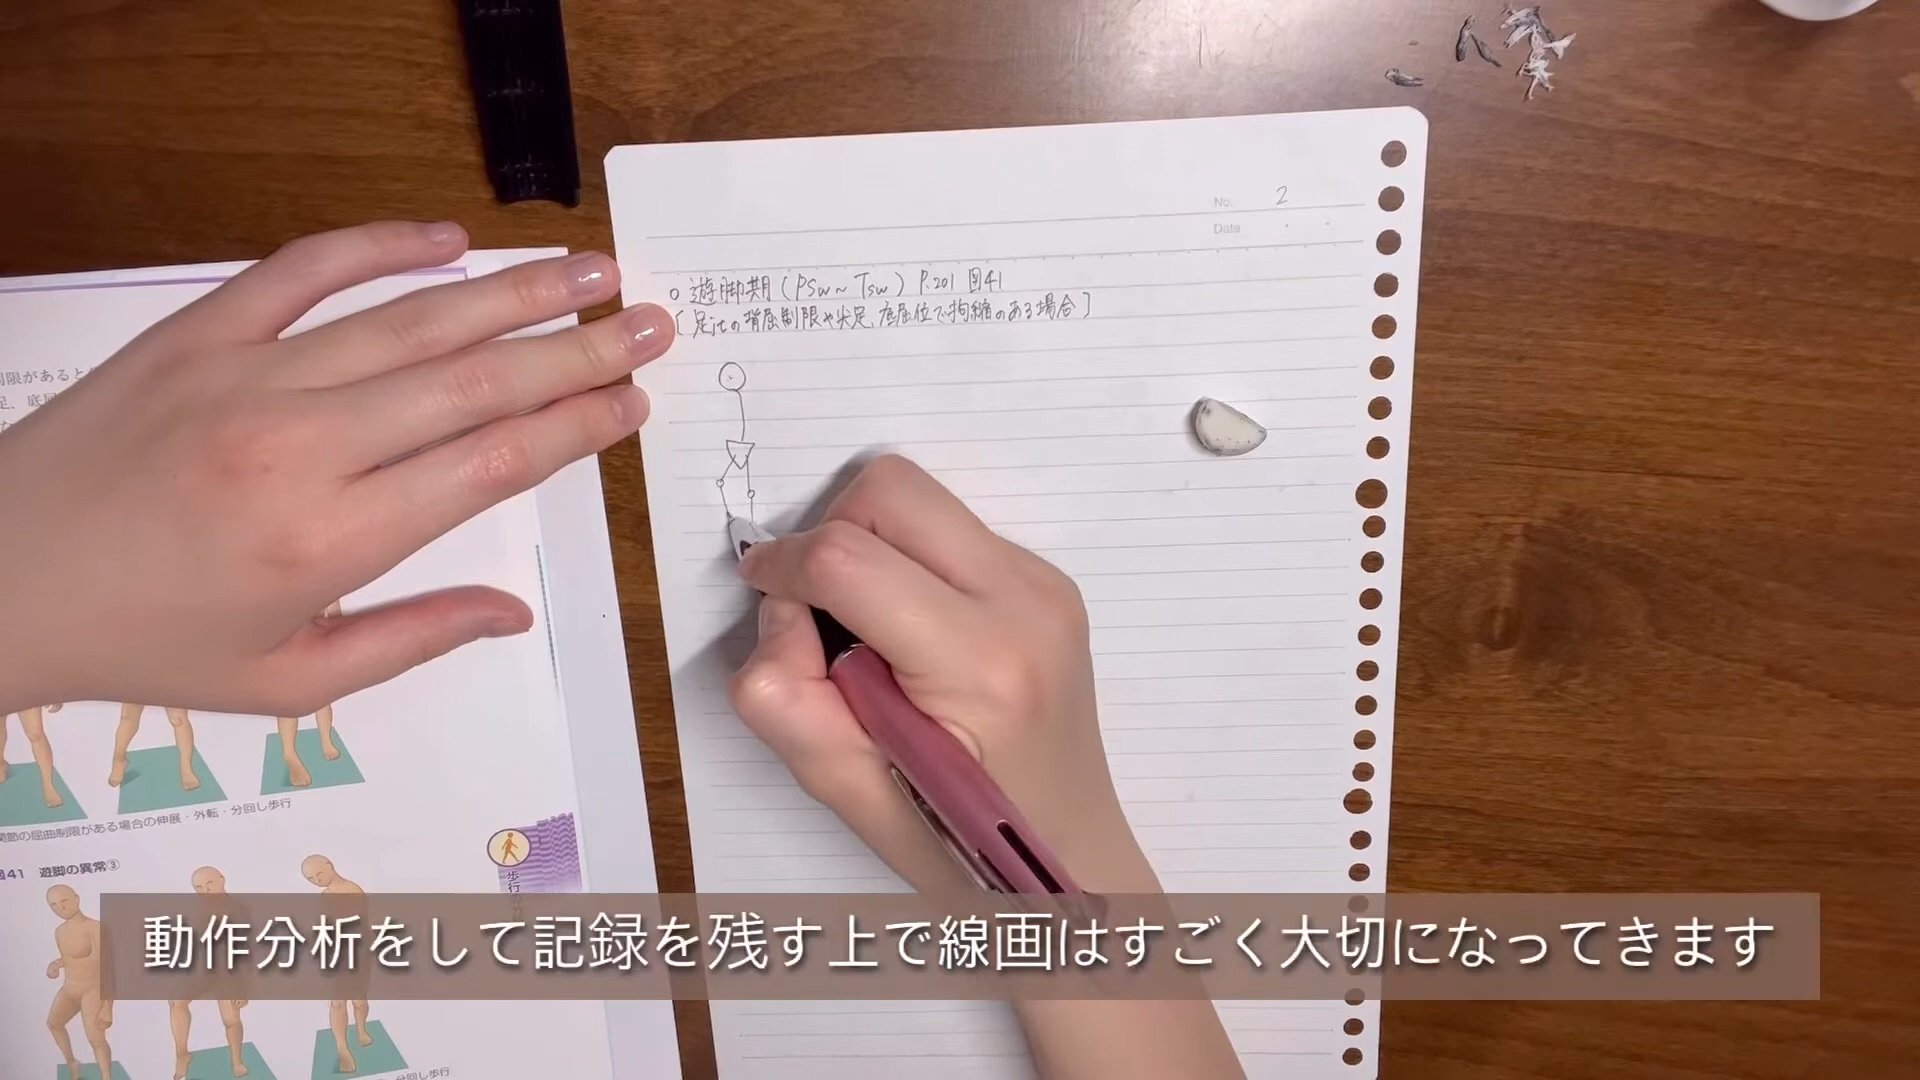 No. 2
Data
○ 遊脚期 (PSw～Tsw) P.201 図41
[足jtの背屈制限や尖足、底屈位で拘縮のある場合]
限があると
足、底屈
関節の屈曲制限がある場合の伸展・外転・分回し歩行
図41 遊脚の異常③
歩行の
分回し歩行
動作分析をして記録を残す上で線画はすごく大切になってきます